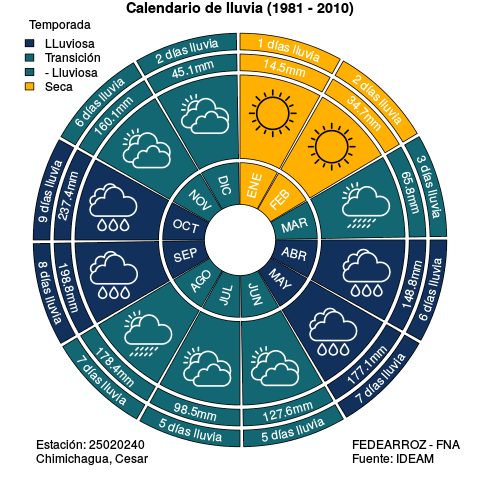 Calendario de lluvia (1981 - 2010)
Temporada
LLuviosa
Transición
- Lluviosa
Seca
1 días lluvia
14.5mm
ENE
2 días lluvia
34.7mm
FEB
3 días lluvia
65.8mm
MAR
6 días lluvia
148.8mm
ABR
7 días lluvia
177.1mm
MAY
5 días lluvia
127.6mm
JUN
5 días lluvia
98.5mm
JUL
7 días lluvia
178.4mm
AGO
8 días lluvia
198.8mm
SEP
9 días lluvia
237.4mm
OCT
6 días lluvia
160.1mm
NOV
2 días lluvia
45.1mm
DIC
Estación: 25020240
Chimichagua, Cesar
FEDEARROZ - FNA
Fuente: IDEAM